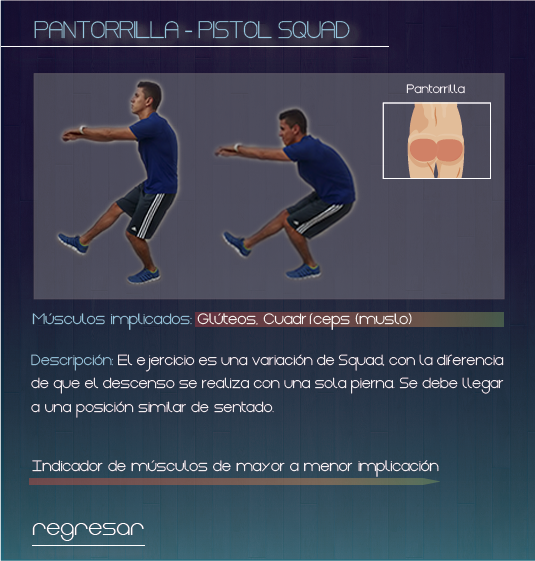 PANTORRILLA - PISTOL SQUAD
Pantorrilla
Músculos implicados: Glúteos, Cuadríceps (muslo)
Descripción: El ejercicio es una variación de Squad, con la diferencia
de que el descenso se realiza con una sola pierna. Se debe llegar
a una posición similar de sentado.
Indicador de músculos de mayor a menor implicación
regresar